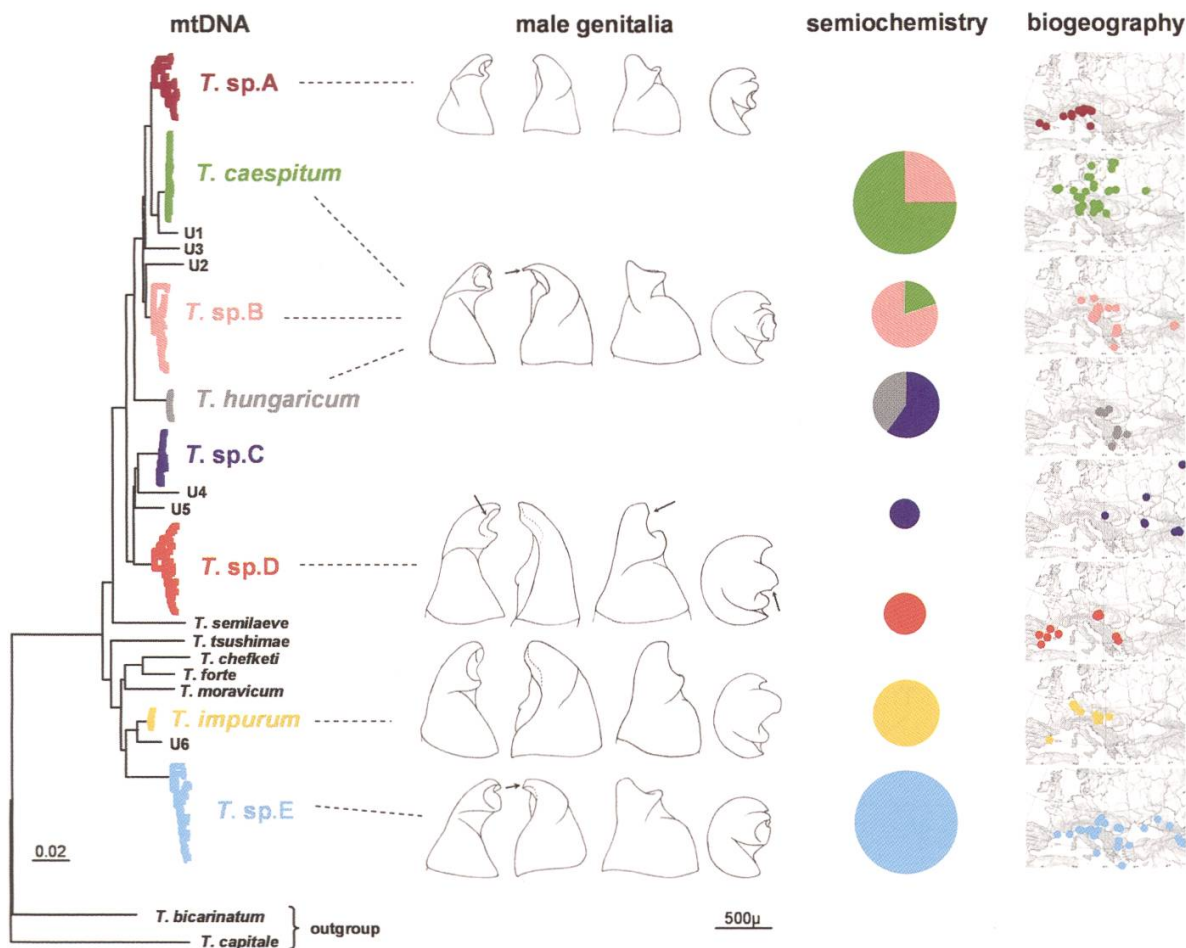 mtDNA
male genitalia
semiochemistry
biogeography
T. sp.A
T. caespitum
U1
U3
U2
T. sp.B
T. hungaricum
T. sp.C
U4
U5
T. sp.D
T. semilaeve
T. tsushimae
T. chefketi
T. forte
T. moravicum
T. impurum
U6
T. sp.E
0.02
500µ
T. bicarinatum
outgroup
T. capitale